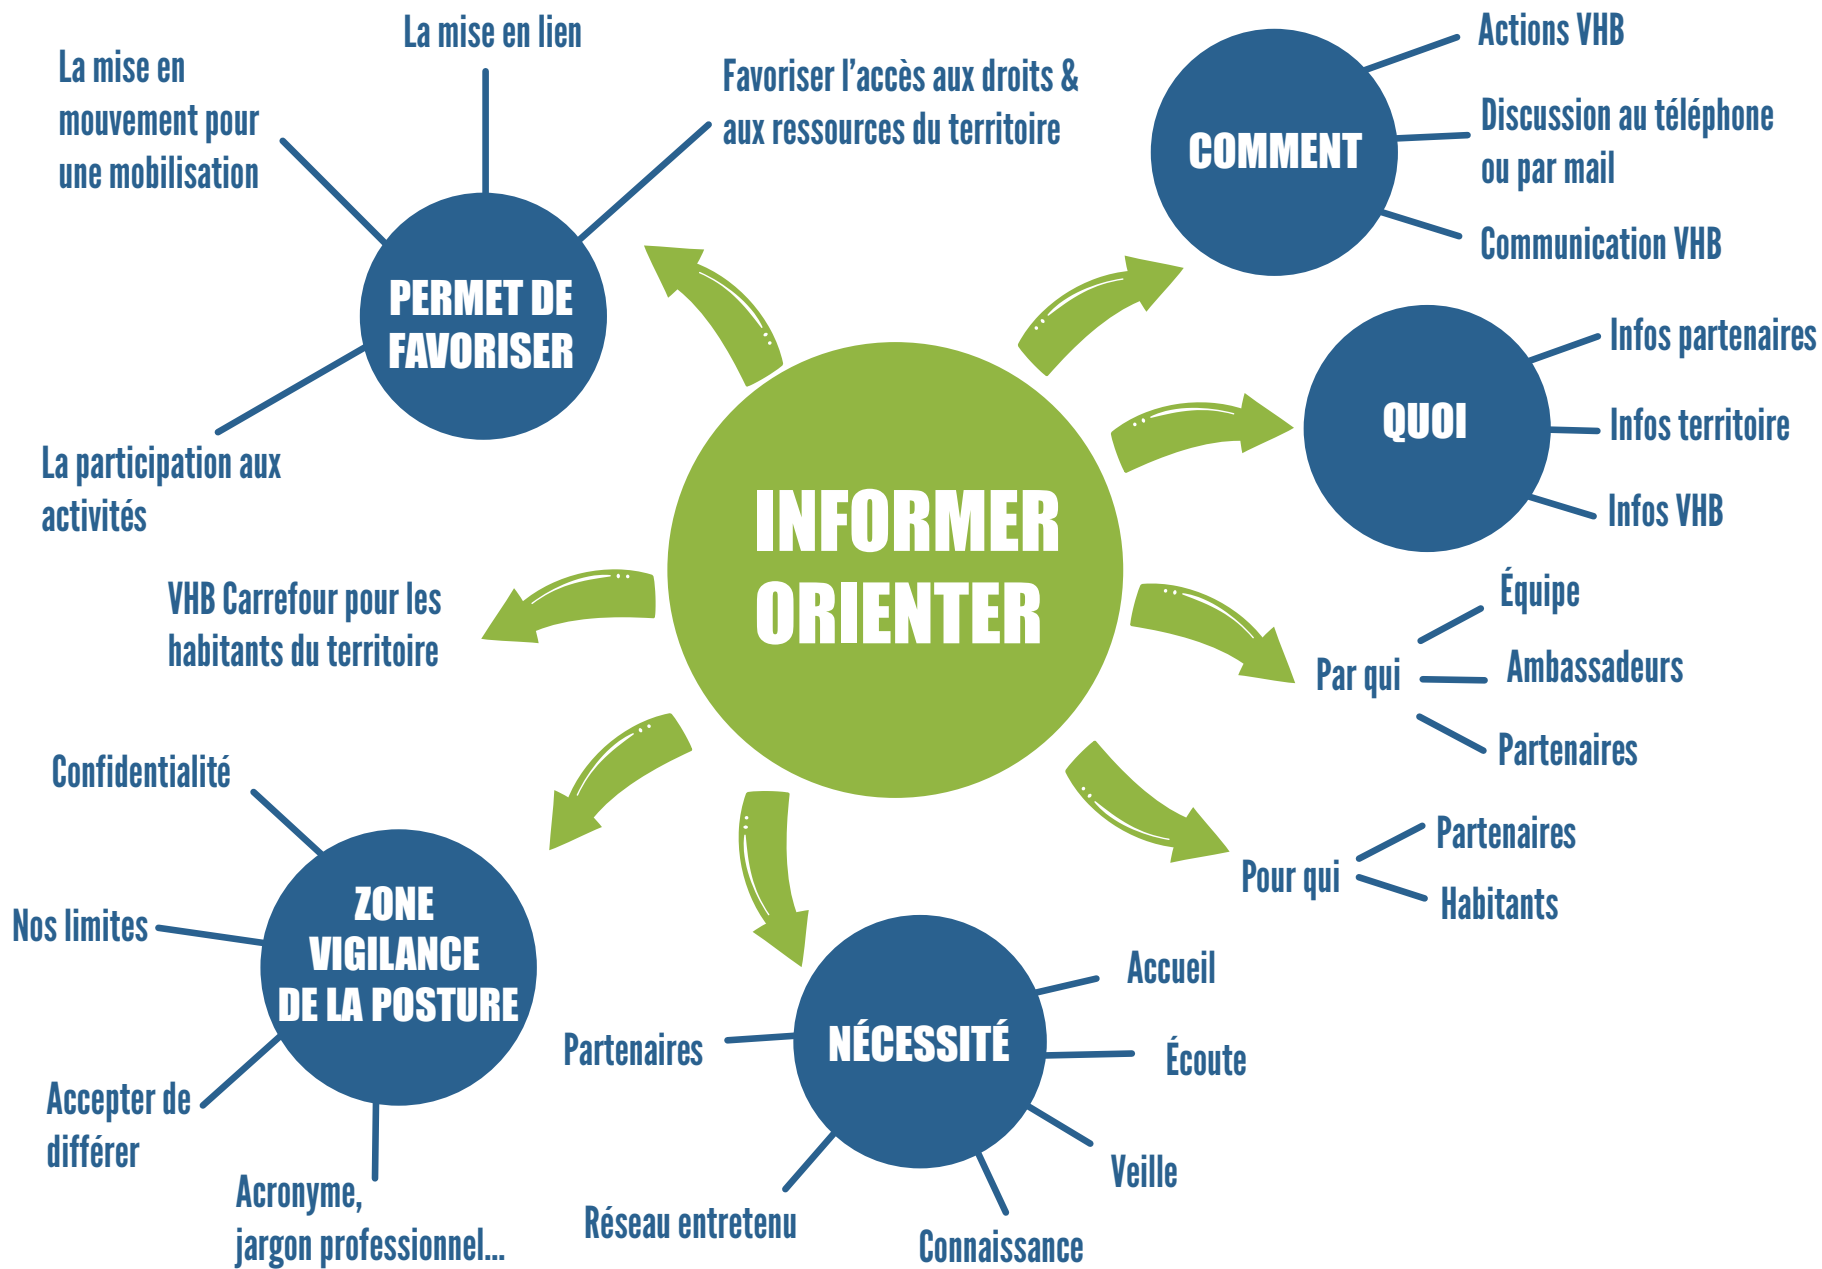 La mise en lien
La mise en
mouvement pour
une mobilisation
Favoriser l'accès aux droits &
aux ressources du territoire
PERMET DE
FAVORISER
La participation aux
activités
COMMENT
Actions VHB
Discussion au téléphone
ou par mail
Communication VHB
QUOI
Infos partenaires
Infos territoire
Infos VHB
INFORMER
ORIENTER
VHB Carrefour pour les
habitants du territoire
Par qui
Équipe
Ambassadeurs
Partenaires
Pour qui
Partenaires
Habitants
Confidentialité
Nos limites
ZONE
VIGILANCE
DE LA POSTURE
Accepter de
différer
Acronyme,
jargon professionnel...
NÉCESSITÉ
Accueil
Écoute
Veille
Connaissance
Réseau entretenu
Partenaires